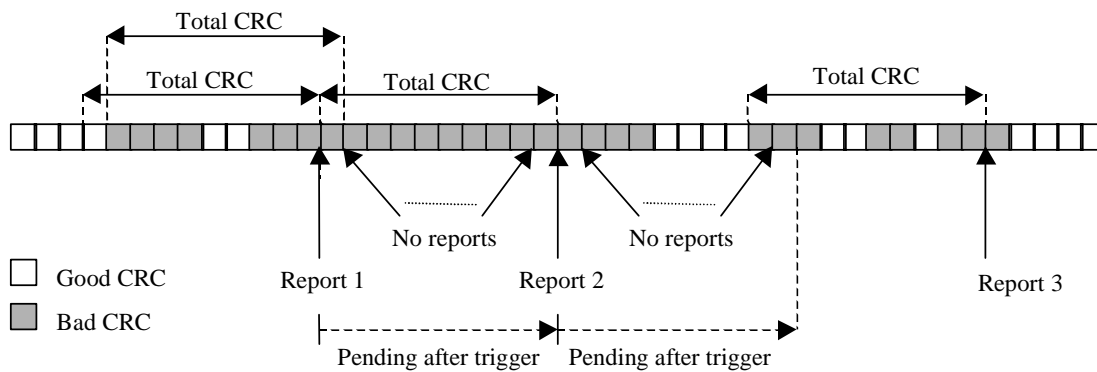 Total CRC
Total CRC
Total CRC
Total CRC
No reports
No reports
Good CRC
Report 1
Report 2
Report 3
Bad CRC
Pending after trigger
Pending after trigger